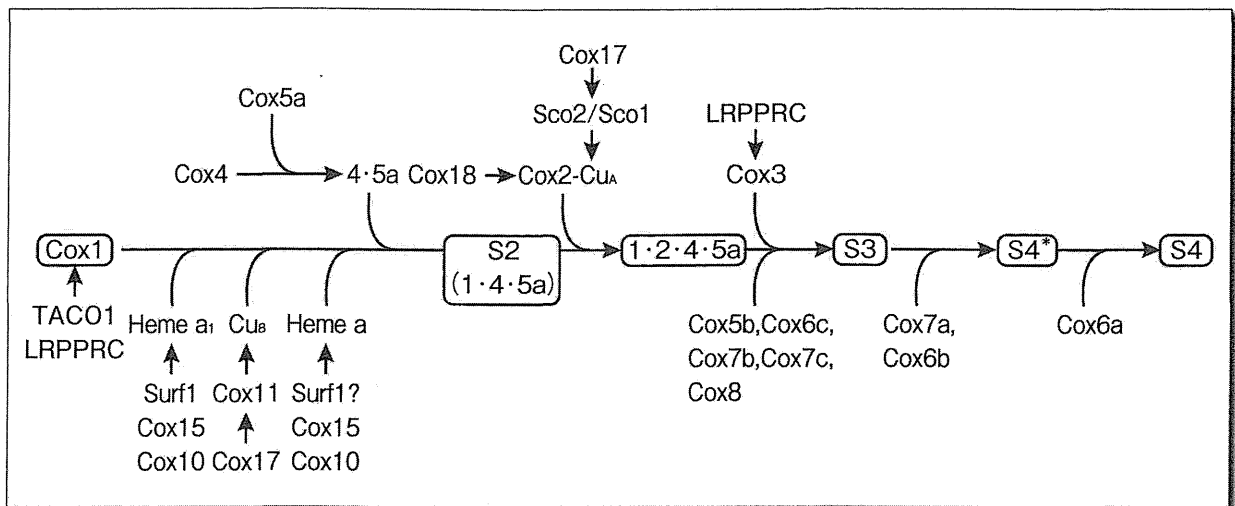 Cox17
Cox5a
Sco2/Sco1
LRPPRC
Cox4
4·5a
Cox18
Cox2-CuA
Cox3
Cox1
S2
(1·4·5a)
1·2·4·5a
S3
S4*
S4
TACO1
LRPPRC
Heme a1
CuB
Heme a
Cox5b,Cox6c,
Cox7b,Cox7c,
Cox8
Cox7a,
Cox6b
Cox6a
Surf1
Cox15
Cox10
Cox11
Cox17
Surf1?
Cox15
Cox10